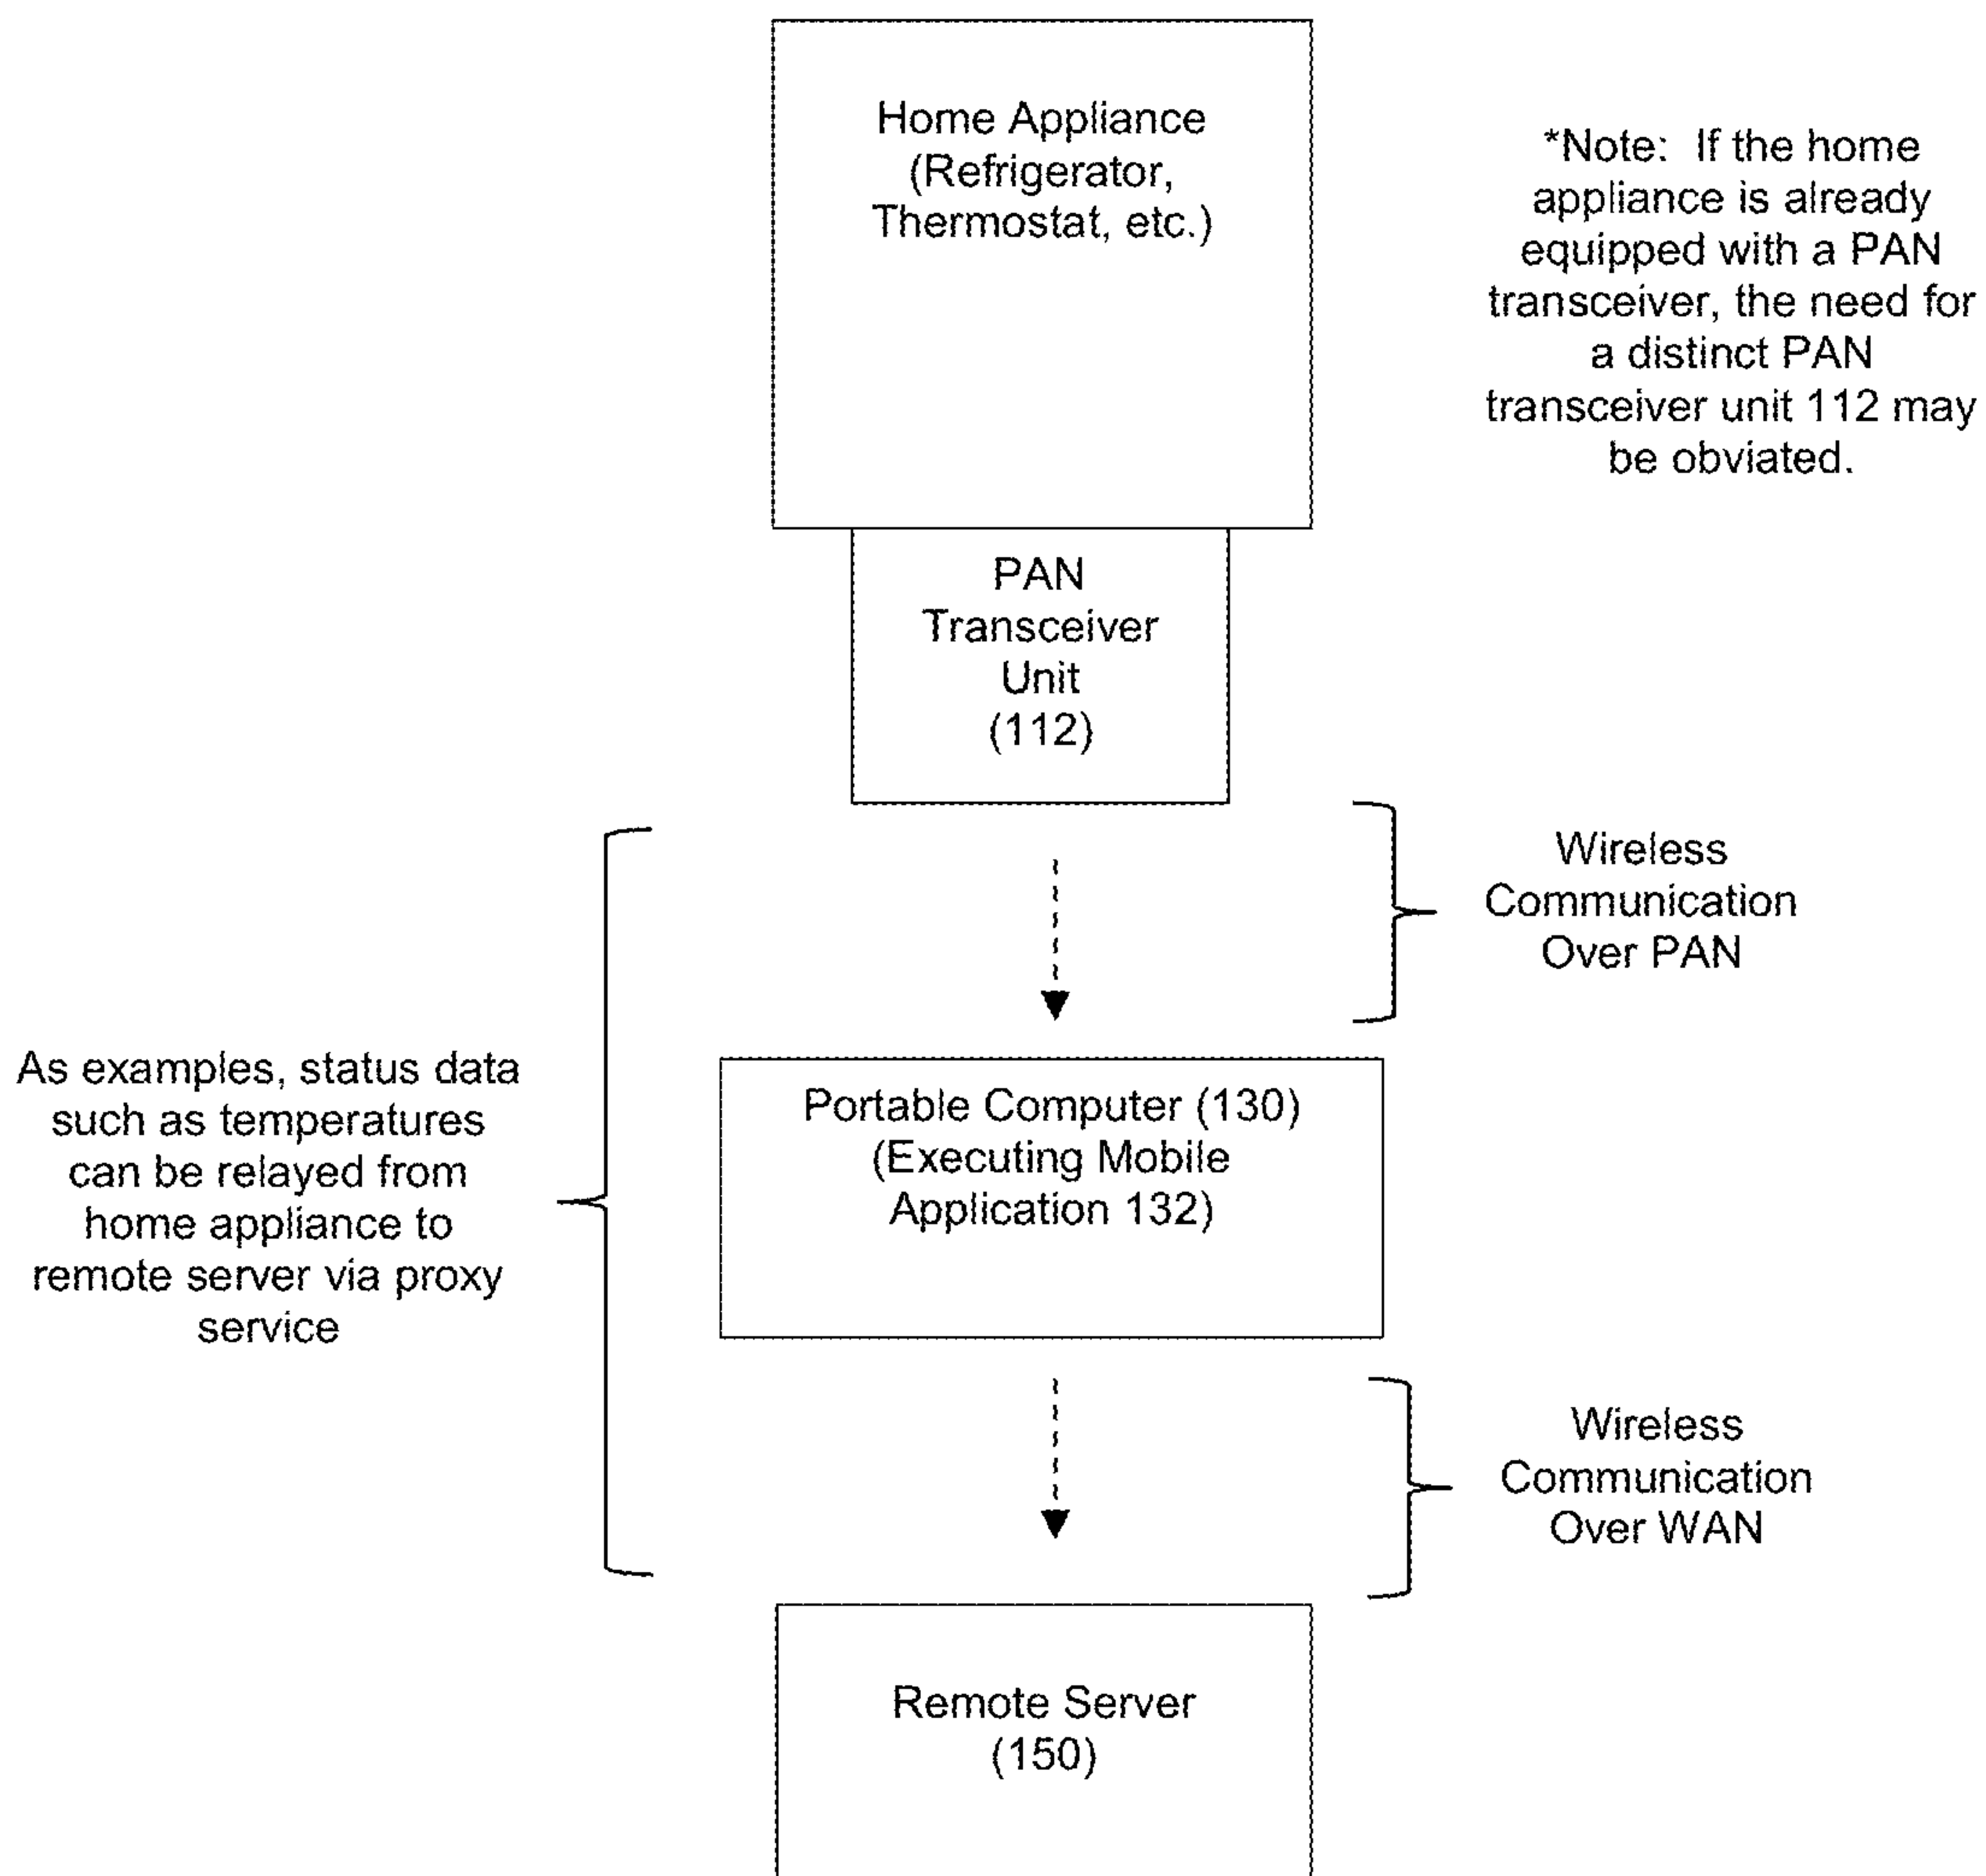 Home Appliance
(Refrigerator,
Thermostat, etc.)
*Note: If the home
appliance is already
equipped with a PAN
transceiver, the need for
a distinct PAN
transceiver unit 112 may
be obviated.
PAN
Transceiver
Unit
(112)
Wireless
Communication
Over PAN
As examples, status data
such as temperatures
can be relayed from
home appliance to
remote server via proxy
service
Portable Computer (130)
(Executing Mobile
Application 132)
Wireless
Communication
Over WAN
Remote Server
(150)